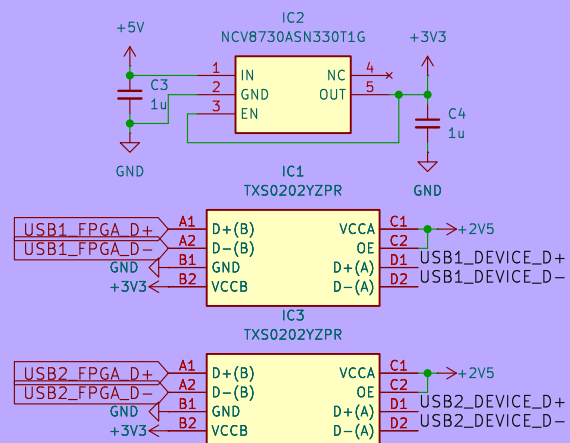 IC2
NCV8730ASN330T1G
+5V
+3V3
1 IN NC 4
2 GND OUT 5
3 EN
C3
1u
C4
1u
GND
GND
IC1
TXS0202YZPR
USB1_FPGA_D+ A1 D+(B) VCCA C1 +2V5
USB1_FPGA_D- A2 D-(B) OE C2
GND B1 GND D+(A) D1 USB1_DEVICE_D+
+3V3 B2 VCCB D-(A) D2 USB1_DEVICE_D-
IC3
TXS0202YZPR
USB2_FPGA_D+ A1 D+(B) VCCA C1 +2V5
USB2_FPGA_D- A2 D-(B) OE C2
GND B1 GND D+(A) D1 USB2_DEVICE_D+
+3V3 B2 VCCB D-(A) D2 USB2_DEVICE_D-